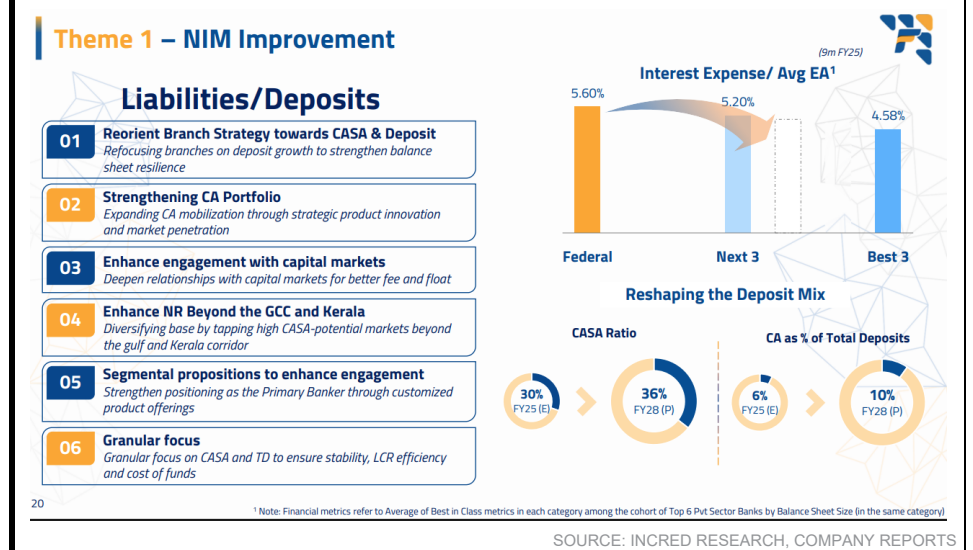 Theme 1 – NIM Improvement
Liabilities/Deposits
01
Reorient Branch Strategy towards CASA & Deposit
Refocusing branches on deposit growth to strengthen balance
sheet resilience
02
Strengthening CA Portfolio
Expanding CA mobilization through strategic product innovation
and market penetration
03
Enhance engagement with capital markets
Deepen relationships with capital markets for better fee and float
04
Enhance NR Beyond the GCC and Kerala
Diversifying base by tapping high CASA-potential markets beyond
the gulf and Kerala corridor
05
Segmental propositions to enhance engagement
Strengthen positioning as the Primary Banker through customized
product offerings
06
Granular focus
Granular focus on CASA and TD to ensure stability, LCR efficiency
and cost of funds
(9m FY25)
Interest Expense/ Avg EA¹
5.60%
5.20%
4.58%
Federal
Next 3
Best 3
Reshaping the Deposit Mix
CASA Ratio
CA as % of Total Deposits
30%
FY25 (E)
36%
FY28 (P)
6%
FY25 (E)
10%
FY28 (P)
20
¹ Note: Financial metrics refer to Average of Best in Class metrics in each category among the cohort of Top 6 Pvt Sector Banks by Balance Sheet Size (in the same category)
SOURCE: INCRED RESEARCH, COMPANY REPORTS